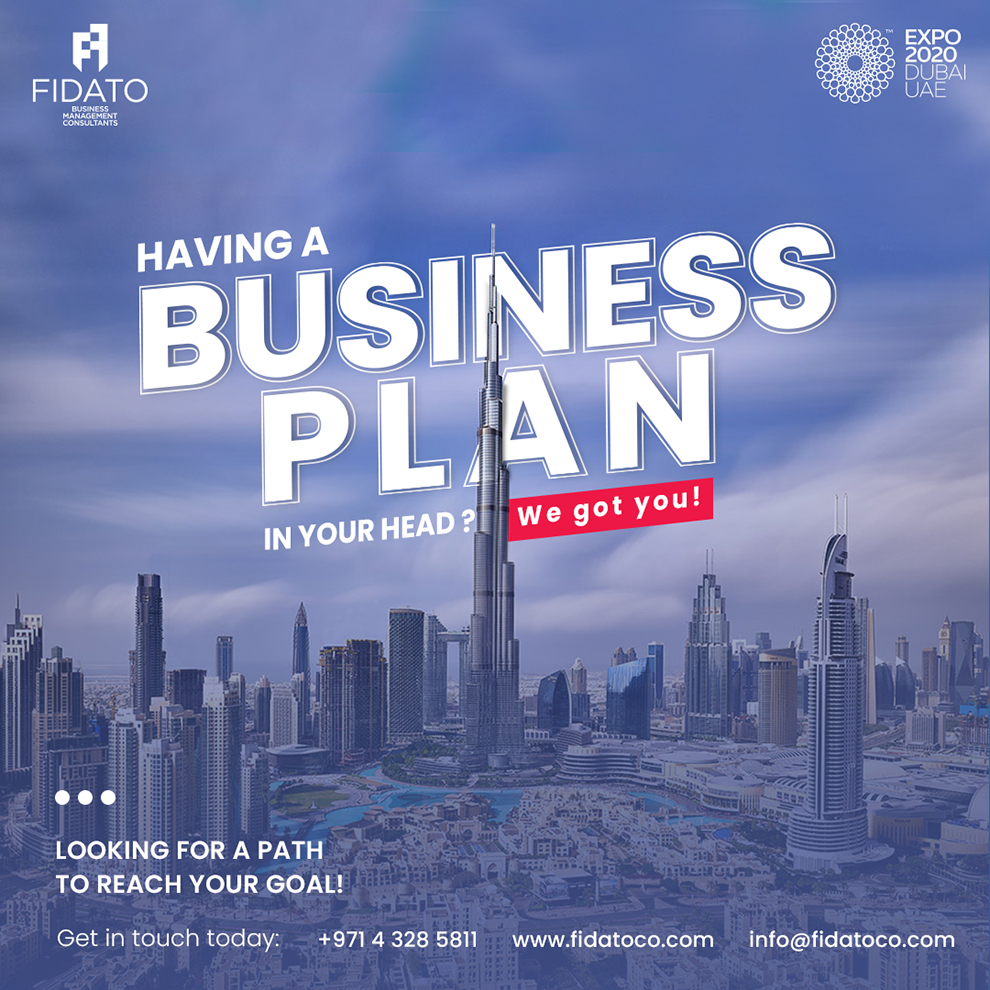 FIDATO
BUSINESS
MANAGEMENT
CONSULTANTS
EXPO
2020
DUBAI
UAE
™
HAVING A
BUSINESS
PLAN
IN YOUR HEAD ?
We got you!
LOOKING FOR A PATH
TO REACH YOUR GOAL!
Get in touch today: +971 4 328 5811 www.fidatoco.com info@fidatoco.com